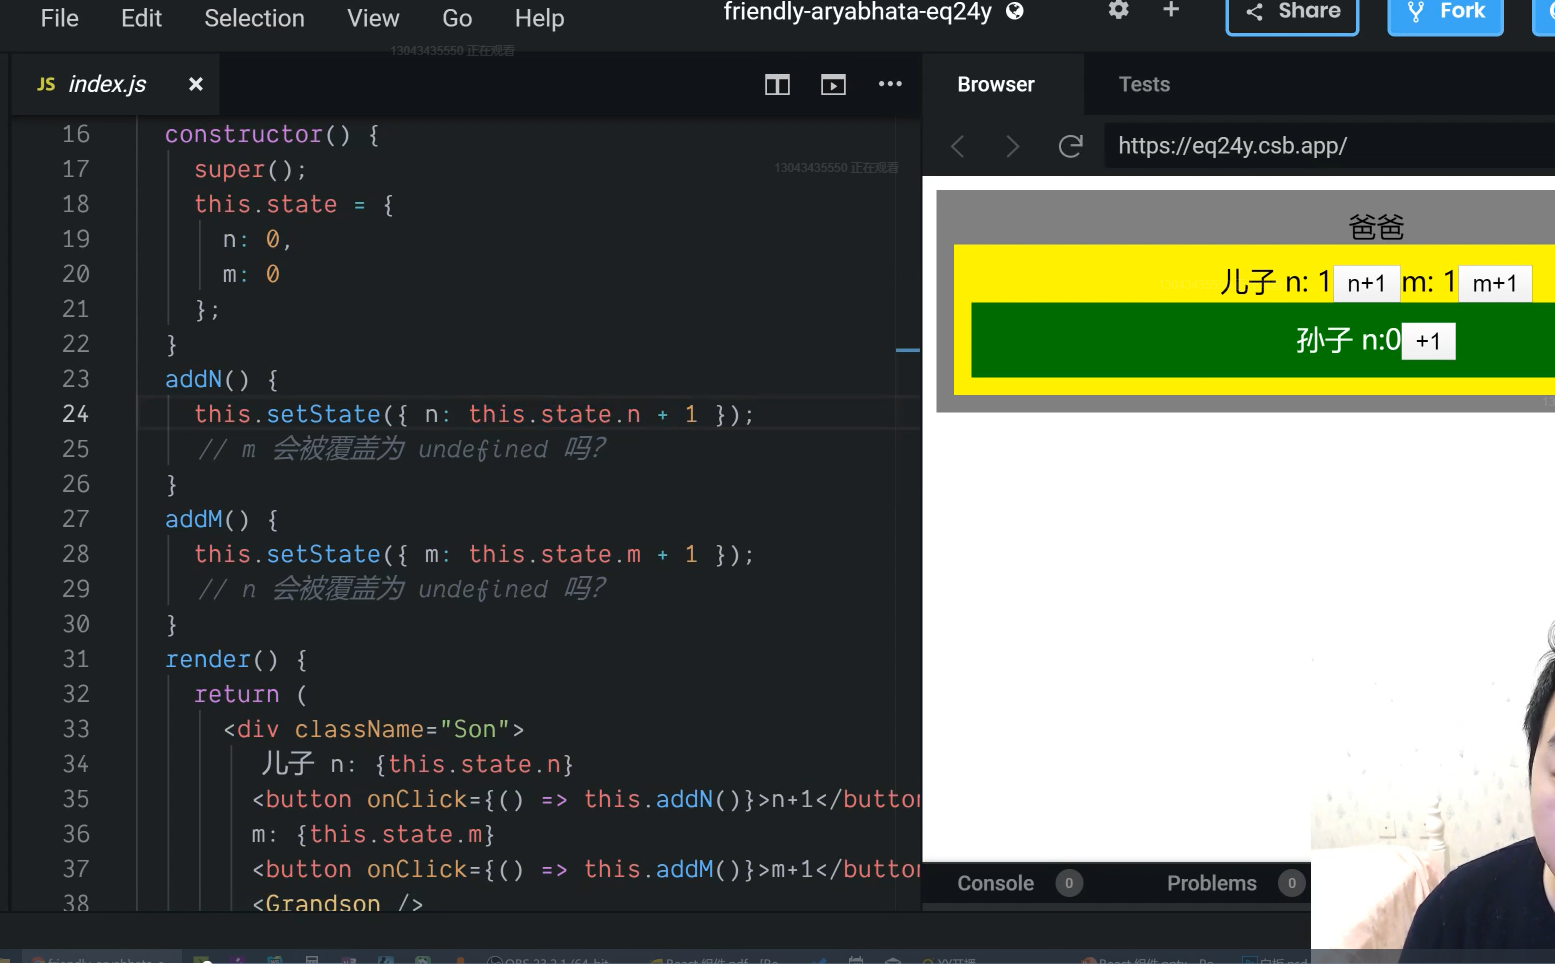 File Edit Selection View Go Help
friendly-aryabhata-eq24y
Share
Fork
13043435550 正在观看
JS index.js
Browser
Tests
https://eq24y.csb.app/
13043435550 正在观看
16 constructor() {
17 super();
18 this.state = {
19 n: 0,
20 m: 0
21 };
22 }
23 addN() {
24 this.setState({ n: this.state.n + 1 });
25 // m 会被覆盖为 undefined 吗?
26 }
27 addM() {
28 this.setState({ m: this.state.m + 1 });
29 // n 会被覆盖为 undefined 吗?
30 }
31 render() {
32 return (
33 <div className="Son">
34 儿子 n: {this.state.n}
35 <button onClick={() => this.addN()}>n+1</button
36 m: {this.state.m}
37 <button onClick={() => this.addM()}>m+1</button
38 <Grandson />
爸爸
儿子 n: 1 n+1 m: 1 m+1
孙子 n:0 +1
Console 0
Problems 0